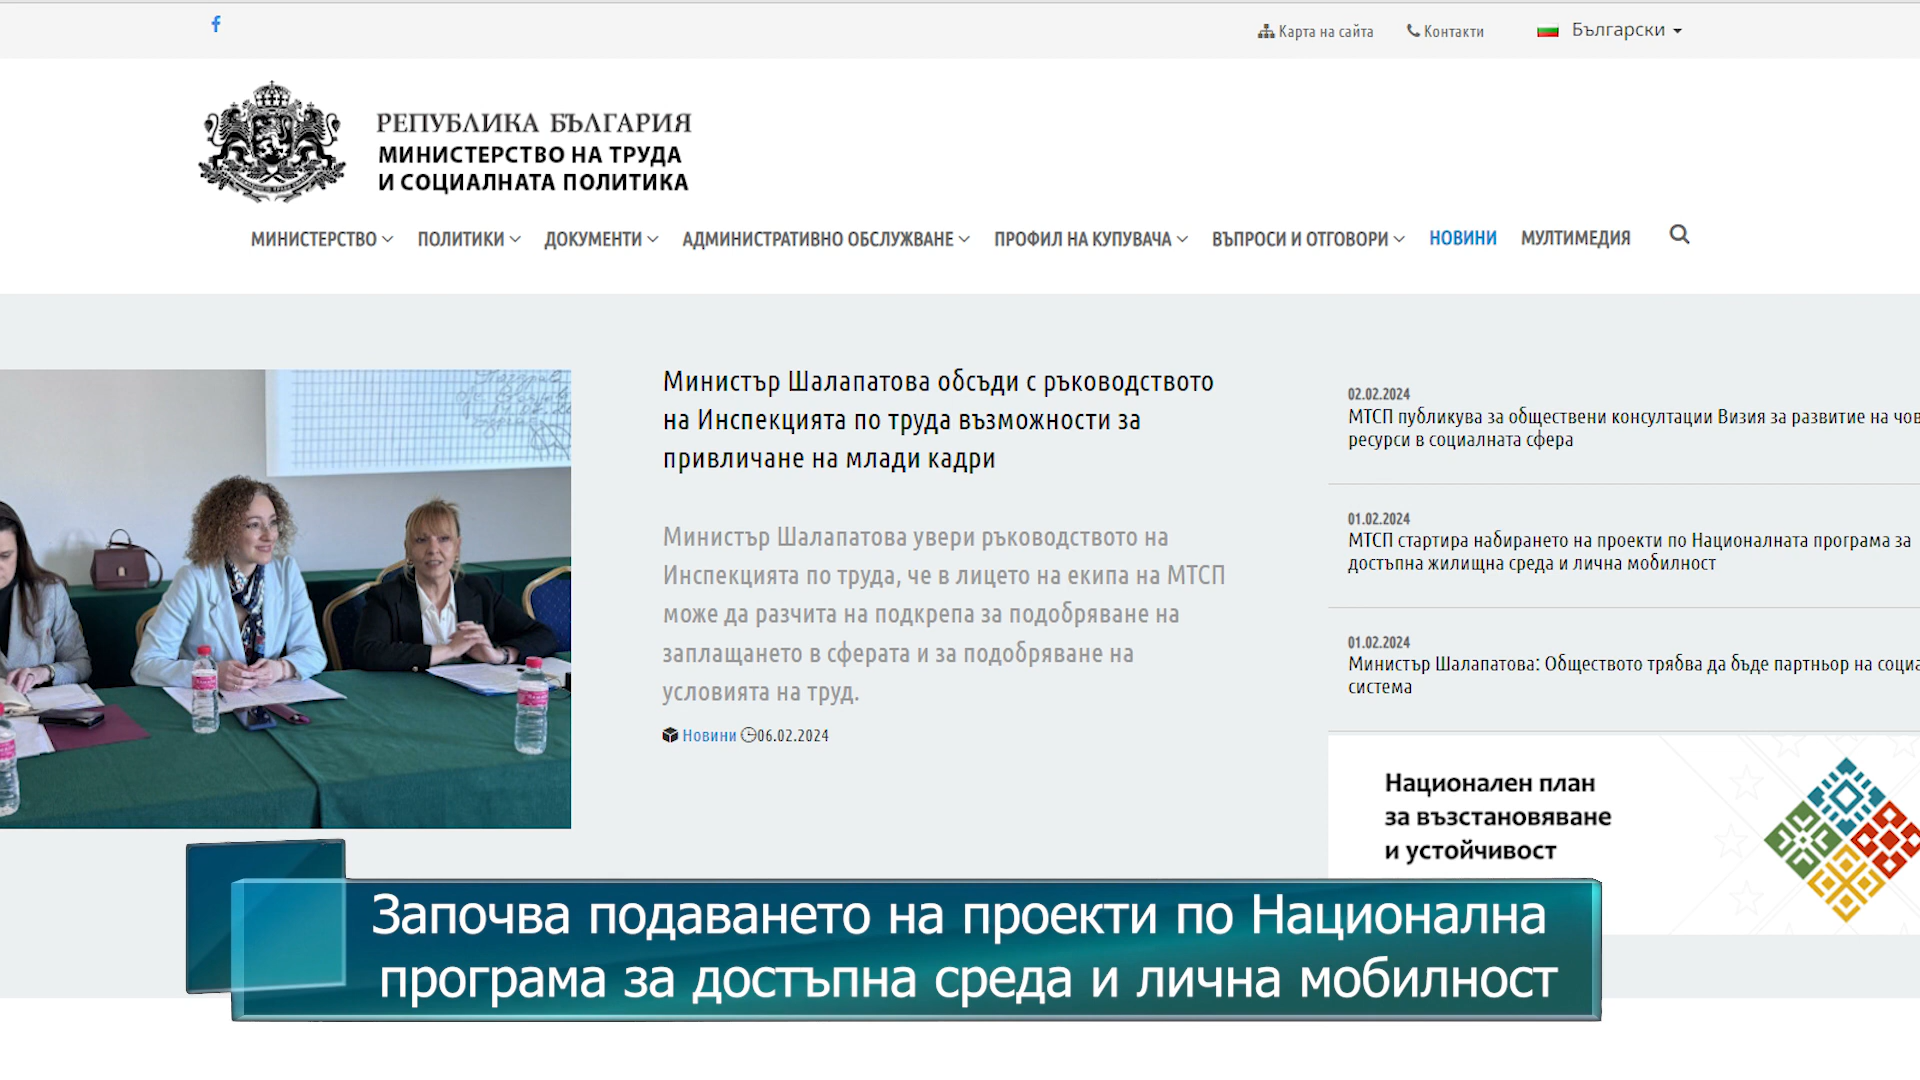 Карта на сайта
Контакти
Български
РЕПУБЛИКА БЪЛГАРИЯ
МИНИСТЕРСТВО НА ТРУДА
И СОЦИАЛНАТА ПОЛИТИКА
МИНИСТЕРСТВО ПОЛИТИКИ ДОКУМЕНТИ АДМИНИСТРАТИВНО ОБСЛУЖВАНЕ ПРОФИЛ НА КУПУВАЧА ВЪПРОСИ И ОТГОВОРИ НОВИНИ МУЛТИМЕДИЯ
Министър Шалапатова обсъди с ръководството
на Инспекцията по труда възможности за
привличане на млади кадри
Министър Шалапатова увери ръководството на
Инспекцията по труда, че в лицето на екипа на МТСП
може да разчита на подкрепа за подобряване на
заплащането в сферата и за подобряване на
условията на труд.
Новини 06.02.2024
02.02.2024
МТСП публикува за обществени консултации Визия за развитие на чов
ресурси в социалната сфера
01.02.2024
МТСП стартира набирането на проекти по Националната програма за
достъпна жилищна среда и лична мобилност
01.02.2024
Министър Шалапатова: Обществото трябва да бъде партньор на социа
система
Национален план
за възстановяване
и устойчивост
Започва подаването на проекти по Национална
програма за достъпна среда и лична мобилност